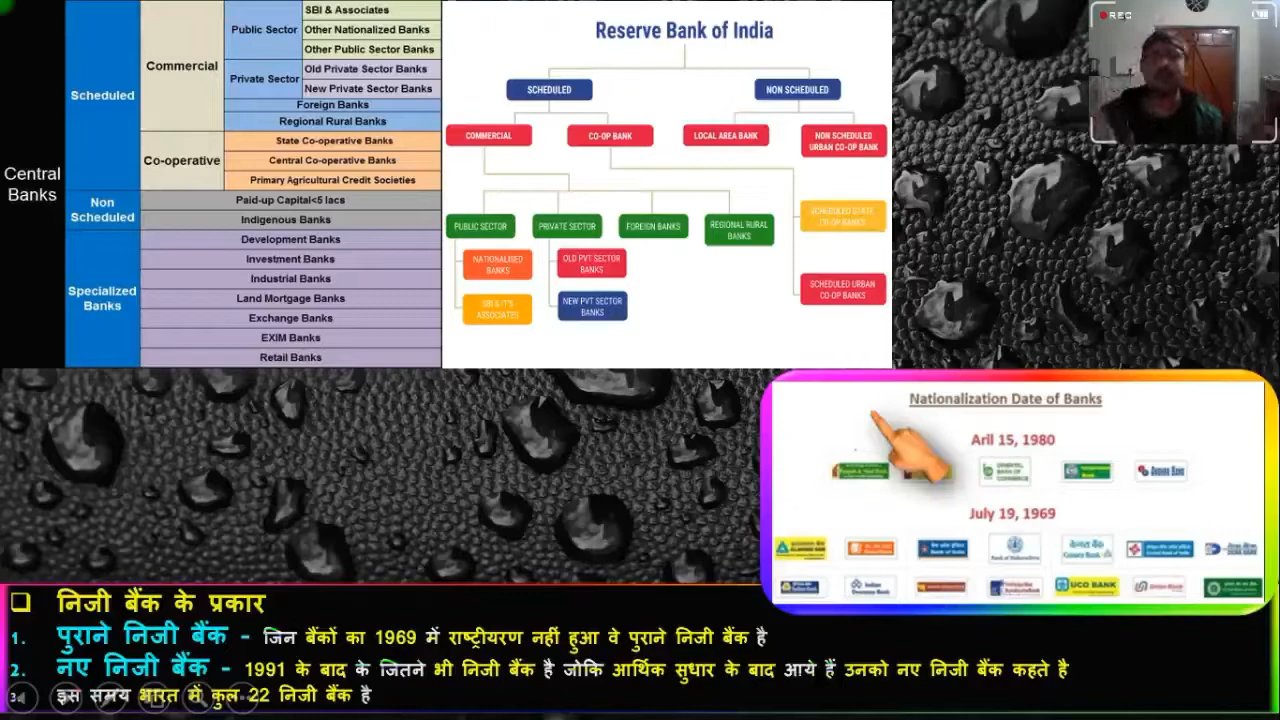 Central Banks
Scheduled
Commercial
Public Sector
SBI & Associates
Other Nationalized Banks
Other Public Sector Banks
Private Sector
Old Private Sector Banks
New Private Sector Banks
Foreign Banks
Regional Rural Banks
Co-operative
State Co-operative Banks
Central Co-operative Banks
Primary Agricultural Credit Societies
Non Scheduled
Paid-up Capital<5 lacs
Indigenous Banks
Specialized Banks
Development Banks
Investment Banks
Industrial Banks
Land Mortgage Banks
Exchange Banks
EXIM Banks
Retail Banks
Reserve Bank of India
SCHEDULED
NON SCHEDULED
COMMERCIAL
CO-OP BANK
LOCAL AREA BANK
NON SCHEDULED
URBAN CO-OP BANK
PUBLIC SECTOR
PRIVATE SECTOR
FOREIGN BANKS
REGIONAL RURAL
BANKS
SCHEDULED STATE
CO-OP BANKS
NATIONALISED
BANKS
OLD PVT SECTOR
BANKS
SBI & IT'S
ASSOCIATES
NEW PVT SECTOR
BANKS
SCHEDULED URBAN
CO-OP BANKS
REC
Nationalization Date of Banks
Aril 15, 1980
July 19, 1969
UCO BANK
निजी बैंक के प्रकार
1. पुराने निजी बैंक - जिन बैंकों का 1969 में राष्ट्रीयरण नहीं हुआ वे पुराने निजी बैंक है
2. नए निजी बैंक - 1991 के बाद के जितने भी निजी बैंक है जोकि आर्थिक सुधार के बाद आये हैं उनको नए निजी बैंक कहते है
3. इस समय भारत में कुल 22 निजी बैंक है